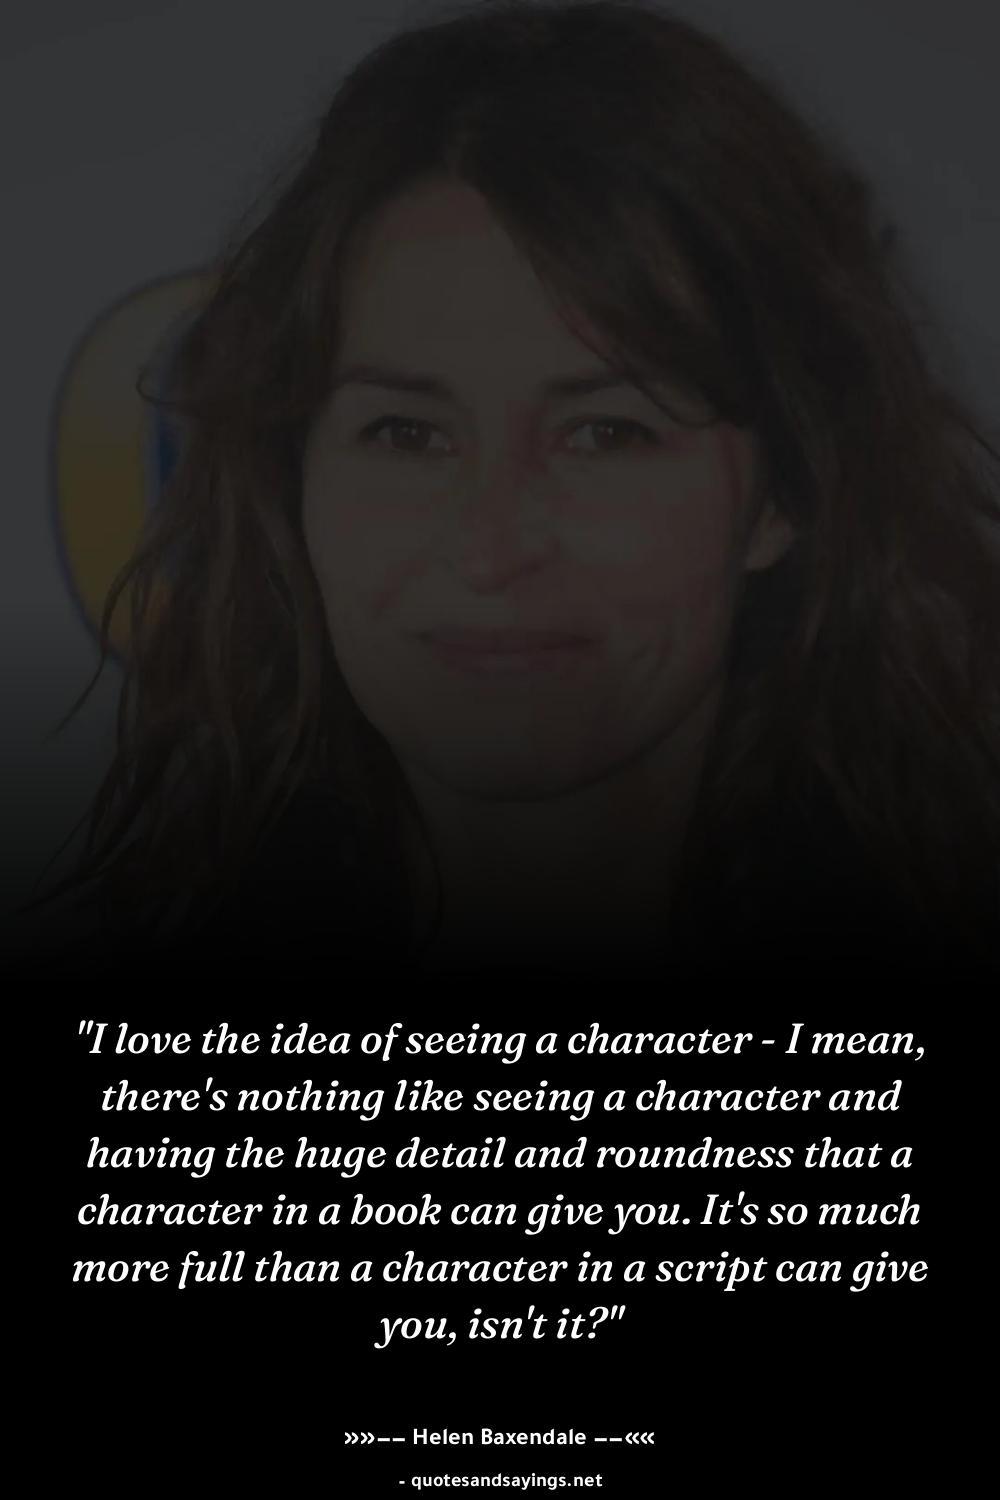 "I love the idea of seeing a character - I mean,
there's nothing like seeing a character and
having the huge detail and roundness that a
character in a book can give you. It's so much
more full than a character in a script can give
you, isn't it?"
»»–– Helen Baxendale ––««
- quotesandsayings.net